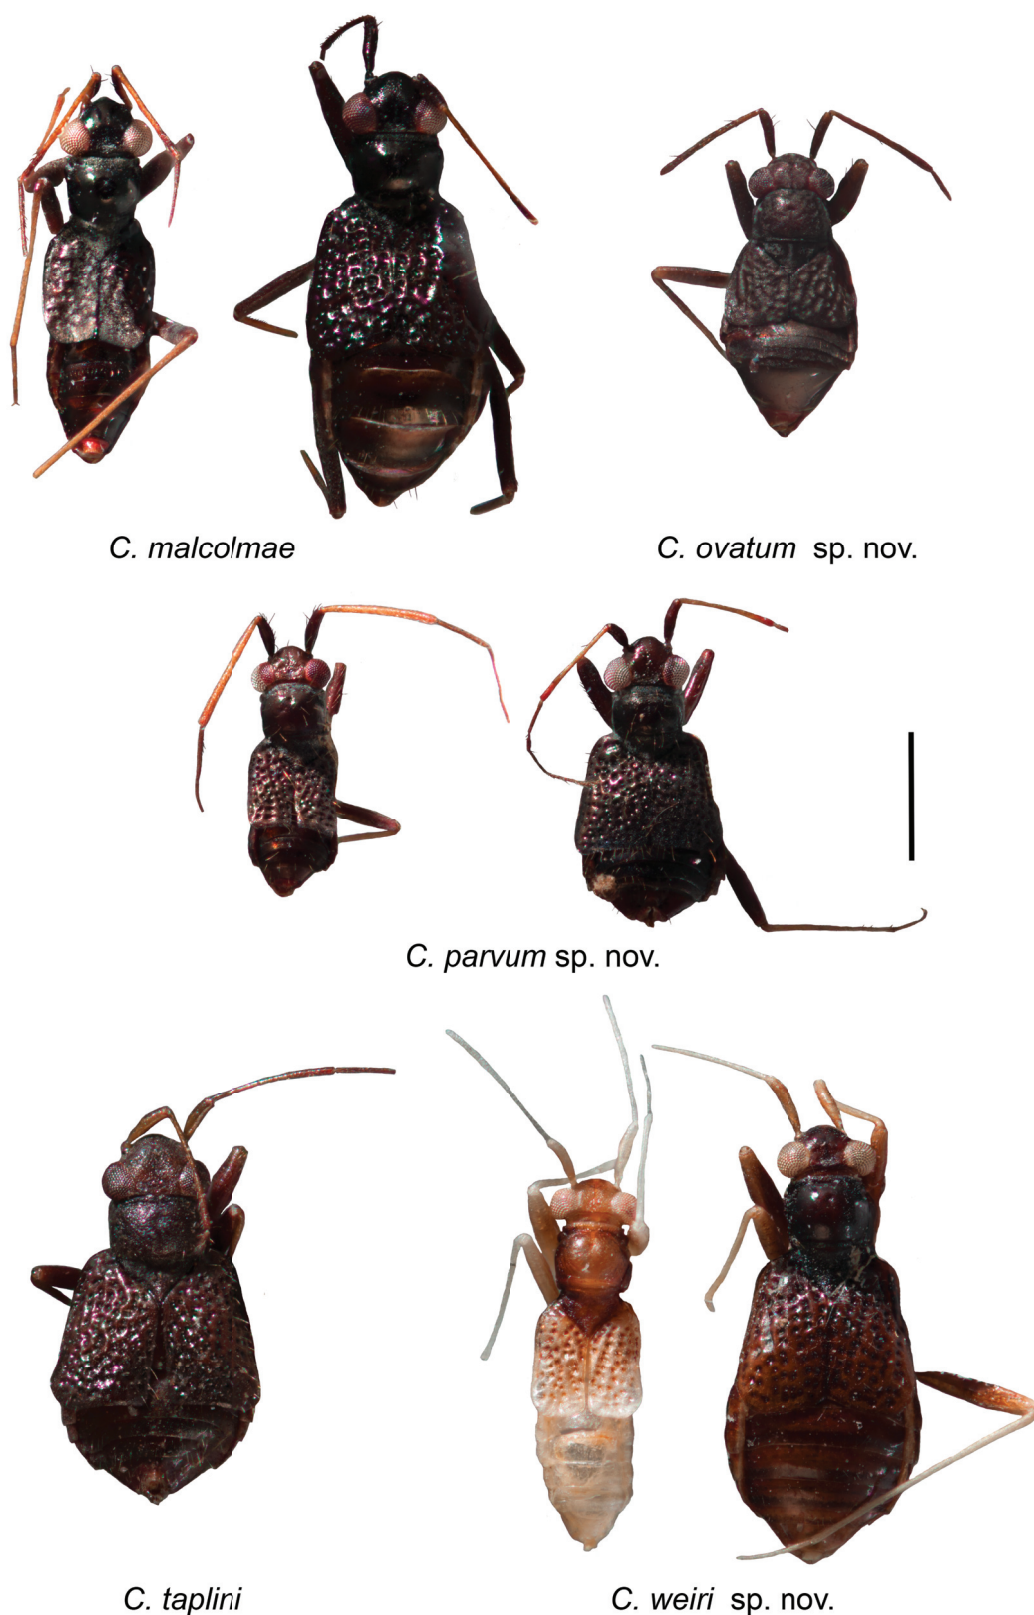 C. malcolmae
C. ovatum sp. nov.
C. parvum sp. nov.
C. taplini
C. weiri sp. nov.